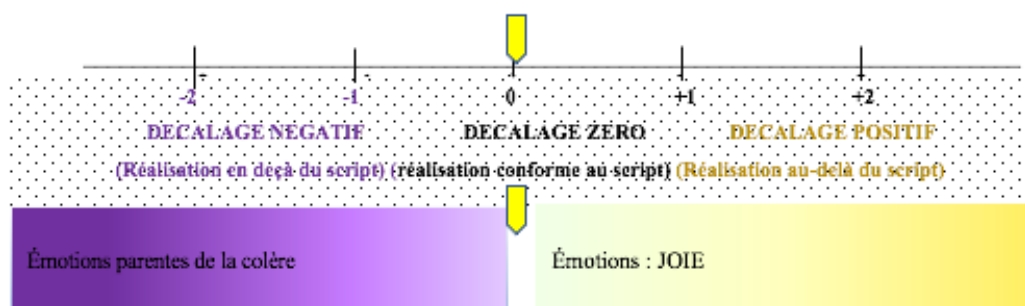 -2 -1 0 +1 +2
DECALAGE NEGATIF DECALAGE ZERO DECALAGE POSITIF
(Réalisation en deçà du script) (réalisation conforme au script) (Réalisation au-delà du script)
Émotions parentes de la colère Émotions : JOIE